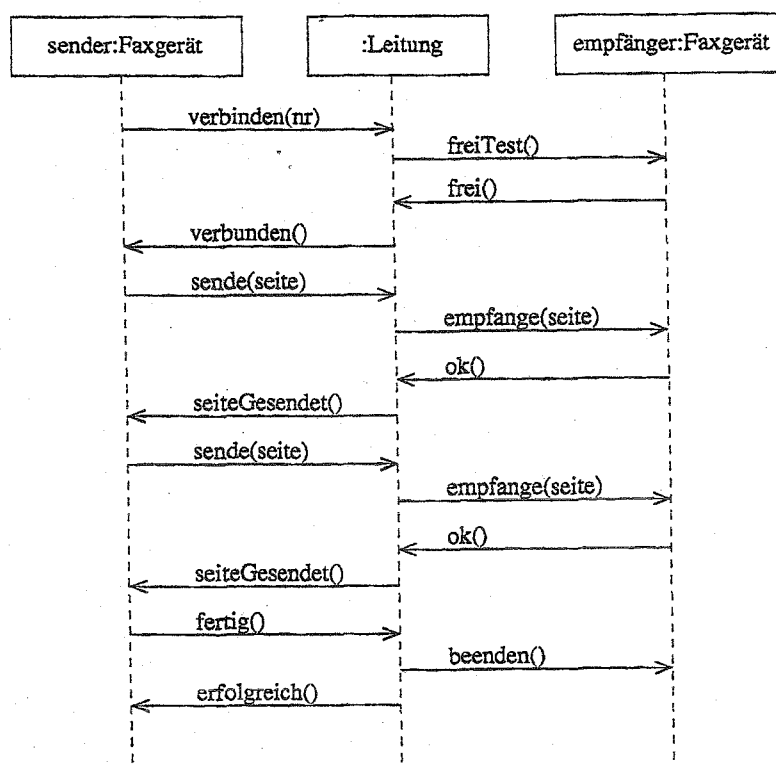 sender:Faxgerät
:Leitung
empfänger:Faxgerät
verbinden(nr)
freiTest()
frei()
verbunden()
sende(seite)
empfange(seite)
ok()
seiteGesendet()
sende(seite)
empfange(seite)
ok()
seiteGesendet()
fertig()
beenden()
erfolgreich()